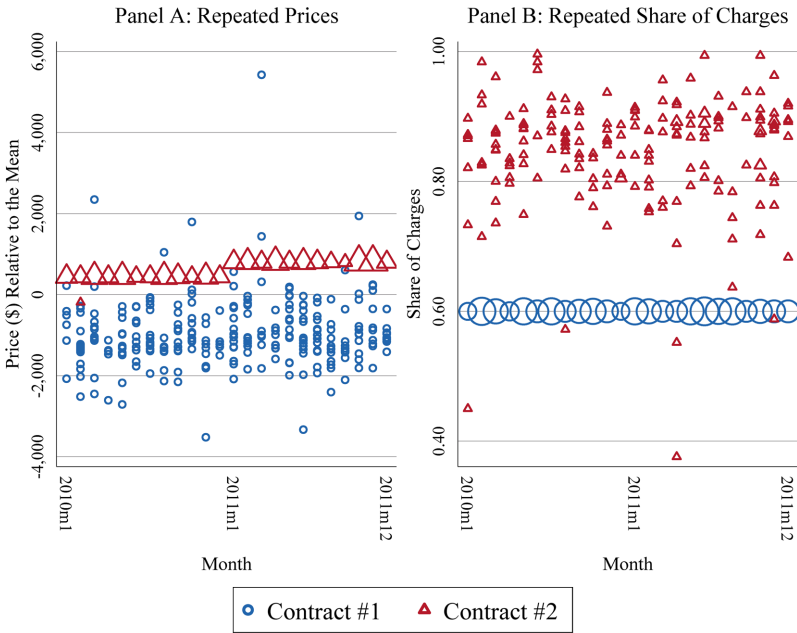 Panel A: Repeated Prices
Price ($) Relative to the Mean
6,000
4,000
2,000
0
-2,000
-4,000
2010m1
2011m1
2011m12
Month
Panel B: Repeated Share of Charges
Share of Charges
1.00
0.80
0.60
0.40
2010m1
2011m1
2011m12
Month
Contract #1
Contract #2